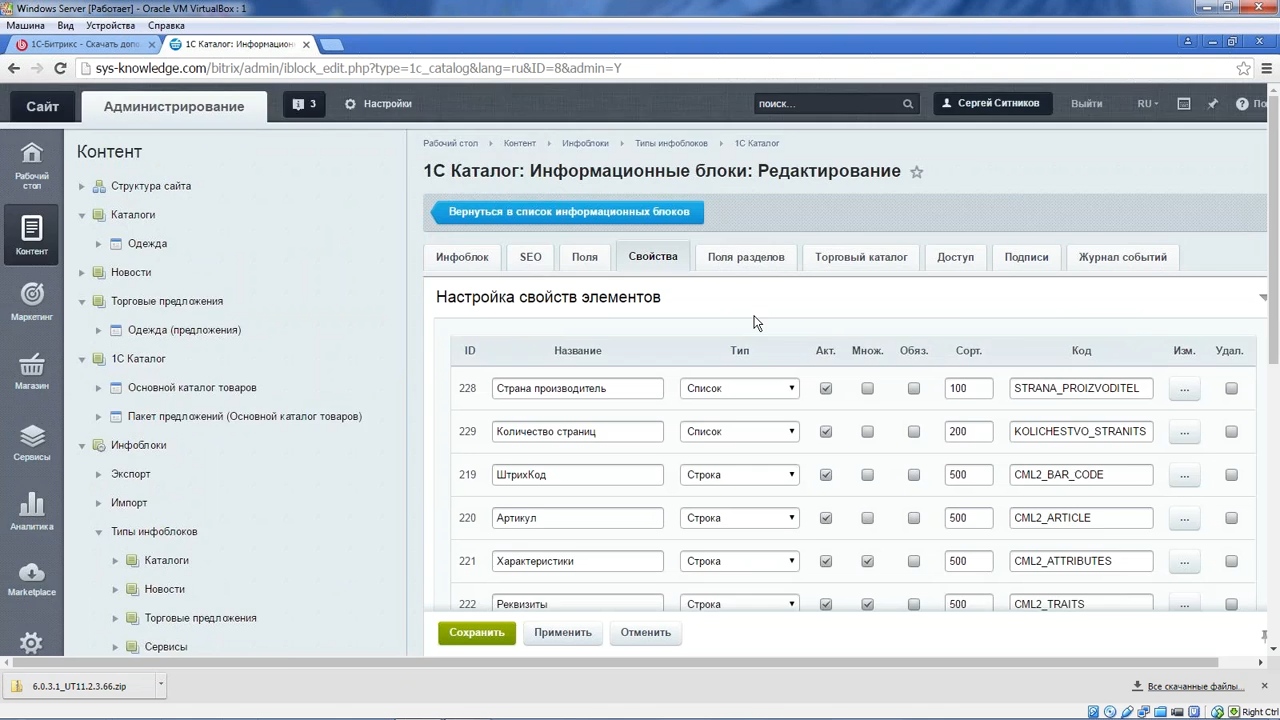 Windows Server [Работает] - Oracle VM VirtualBox : 1
Машина Вид Устройства Справка
1С-Битрикс - Скачать допо
1С Каталог: Информацион
sys-knowledge.com/bitrix/admin/iblock_edit.php?type=1c_catalog&lang=ru&ID=8&admin=Y
Сайт Администрирование 3 Настройки поиск... Сергей Ситников Выйти RU По
Рабочий стол
Контент
Маркетинг
Магазин
Сервисы
Аналитика
Marketplace
Контент
Структура сайта
Каталоги
Одежда
Новости
Торговые предложения
Одежда (предложения)
1С Каталог
Основной каталог товаров
Пакет предложений (Основной каталог товаров)
Инфоблоки
Экспорт
Импорт
Типы инфоблоков
Каталоги
Новости
Торговые предложения
Сервисы
Рабочий стол Контент Инфоблоки Типы инфоблоков 1С Каталог
1С Каталог: Информационные блоки: Редактирование
Вернуться в список информационных блоков
Инфоблок SEO Поля Свойства Поля разделов Торговый каталог Доступ Подписи Журнал событий
Настройка свойств элементов
ID Название Тип Акт. Множ. Обяз. Сорт. Код Изм. Удал.
228 Страна производитель Список 100 STRANA_PROIZVODITEL ...
229 Количество страниц Список 200 KOLICHESTVO_STRANITS ...
219 ШтрихКод Строка 500 CML2_BAR_CODE ...
220 Артикул Строка 500 CML2_ARTICLE ...
221 Характеристики Строка 500 CML2_ATTRIBUTES ...
222 Реквизиты Строка 500 CML2_TRAITS ...
Сохранить Применить Отменить
6.0.3.1_UT11.2.3.66.zip
Все скачанные файлы...
Right Ctrl